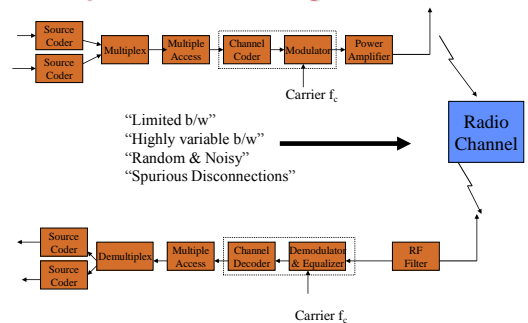 Source
Coder
Source
Coder
Multiplex
Multiple
Access
Channel
Coder
Modulator
Power
Amplifier
Carrier fc
“Limited b/w”
“Highly variable b/w”
“Random & Noisy”
“Spurious Disconnections”
Radio
Channel
Source
Coder
Source
Coder
Demultiplex
Multiple
Access
Channel
Decoder
Demodulator
& Equalizer
RF
Filter
Carrier fc